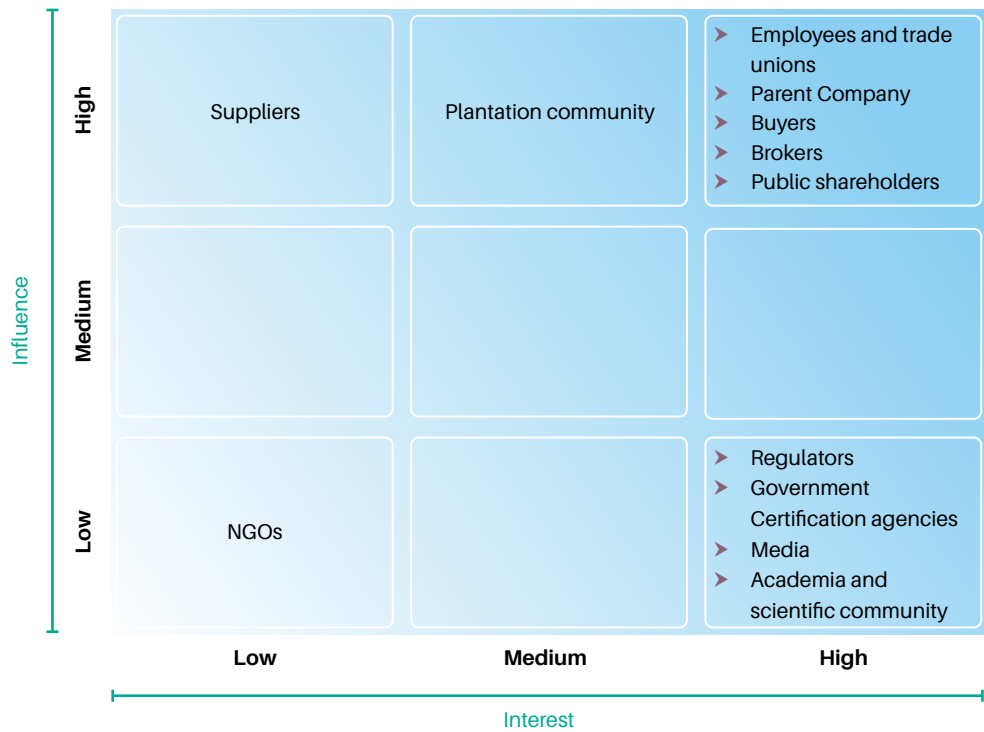 Employees and trade
unions
Parent Company
Buyers
Brokers
Public shareholders
High
Suppliers
Plantation community
Influence
Medium
Low
NGOs
Regulators
Government
Certification agencies
Media
Academia and
scientific community
Low
Medium
High
Interest